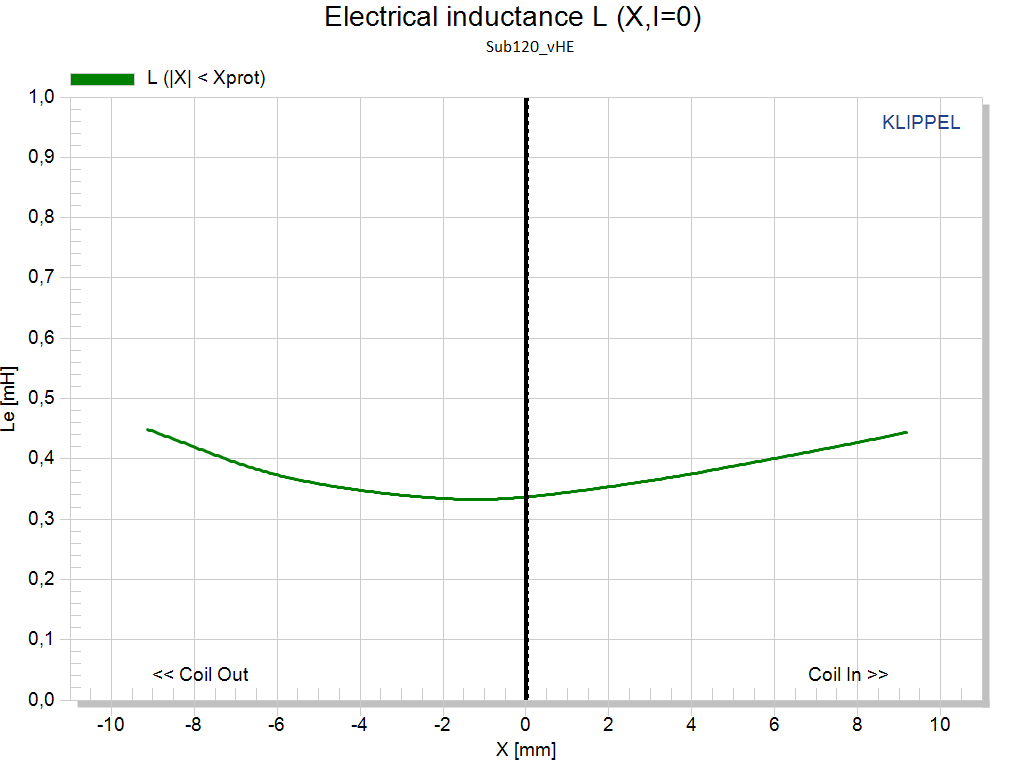 Electrical inductance L (X,I=0)
Sub120_vHE
L (|X| < Xprot)
KLIPPEL
1,0
0,9
0,8
0,7
0,6
0,5
0,4
0,3
0,2
0,1
0,0
Le [mH]
<< Coil Out
Coil In >>
-10 -8 -6 -4 -2 0 2 4 6 8 10
X [mm]